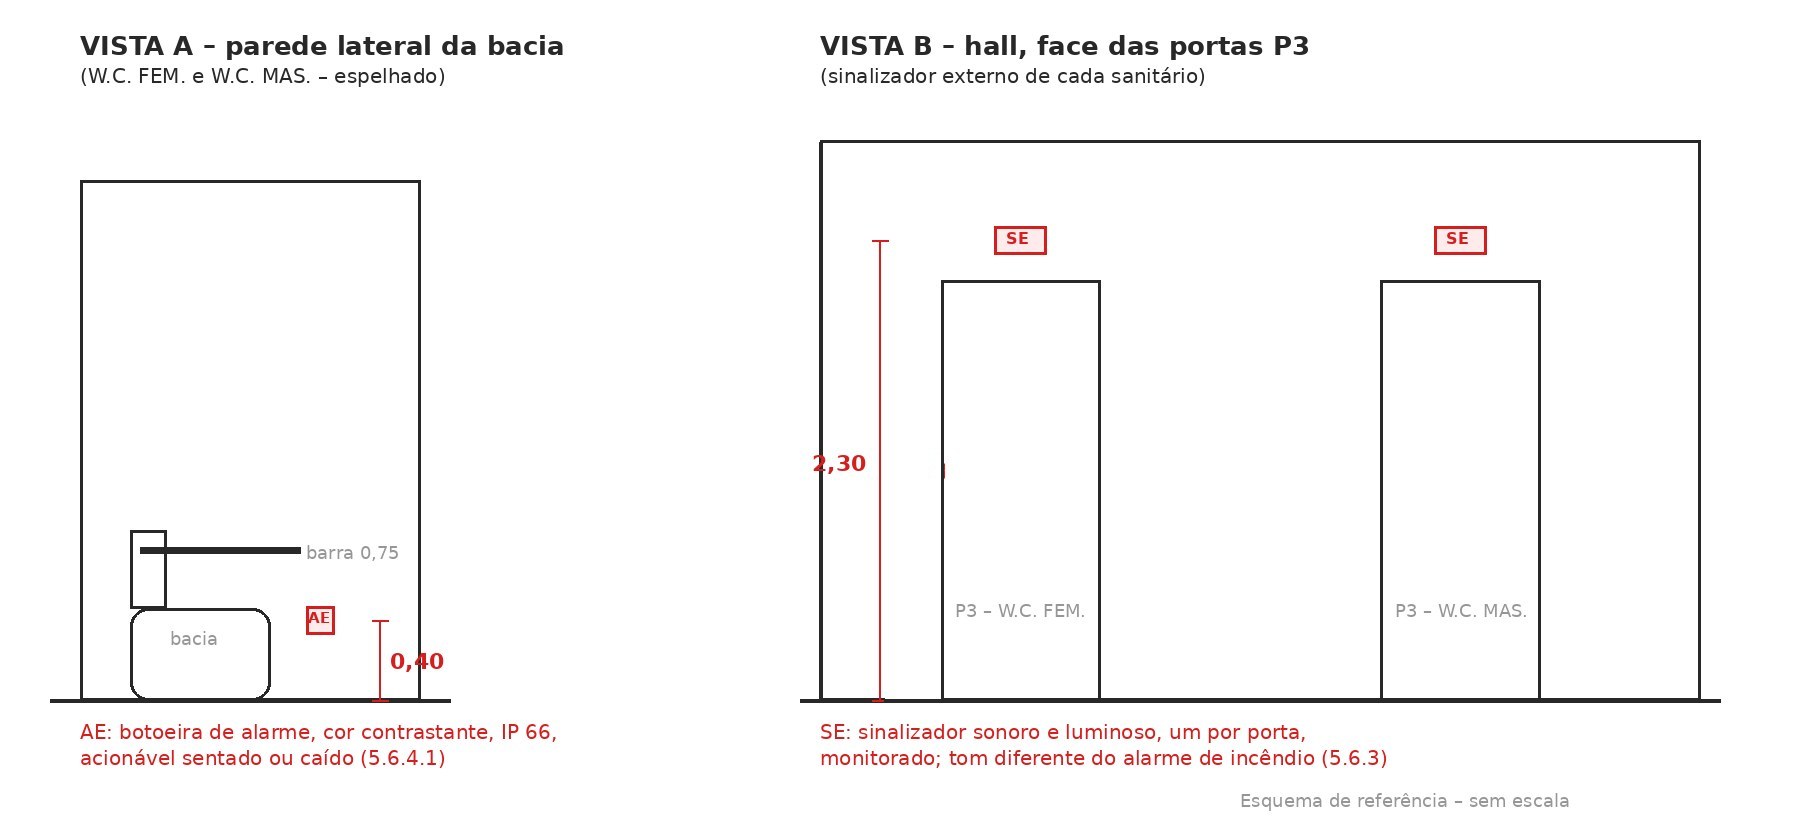 VISTA A – parede lateral da bacia
(W.C. FEM. e W.C. MAS. – espelhado)
barra 0,75
AE
bacia
0,40
AE: botoeira de alarme, cor contrastante, IP 66,
acionável sentado ou caído (5.6.4.1)
VISTA B – hall, face das portas P3
(sinalizador externo de cada sanitário)
SE
SE
2,30
P3 – W.C. FEM.
P3 – W.C. MAS.
SE: sinalizador sonoro e luminoso, um por porta,
monitorado; tom diferente do alarme de incêndio (5.6.3)
Esquema de referência – sem escala